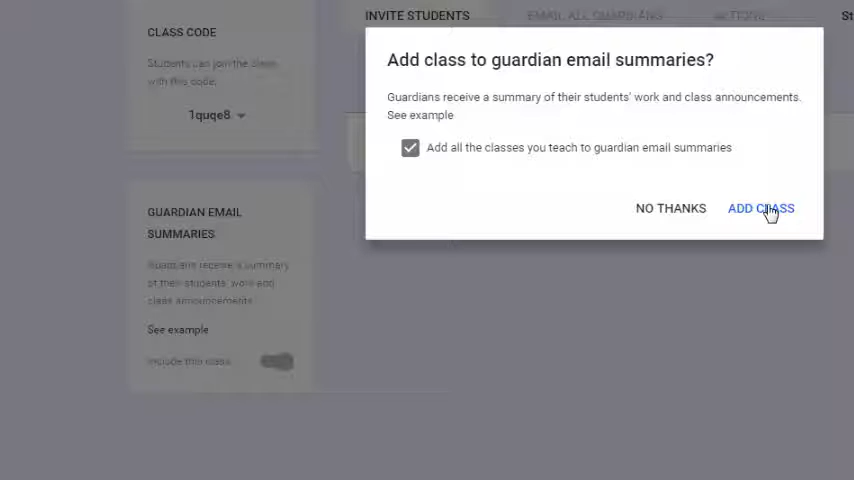 INVITE STUDENTS
EMAIL ALL GUARDIANS
ACTIONS
St
CLASS CODE
Students can join the class
with this code:
1quqe8
GUARDIAN EMAIL
SUMMARIES
Guardians receive a summary
of their students' work and
class announcements.
See example
Include this class
Add class to guardian email summaries?
Guardians receive a summary of their students' work and class announcements.
See example
Add all the classes you teach to guardian email summaries
NO THANKS
ADD CLASS